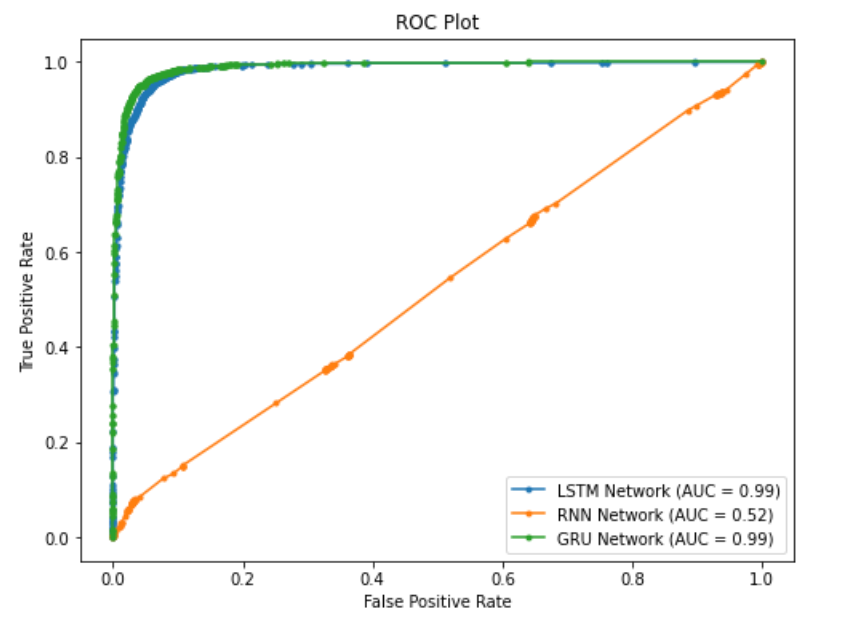 ROC Plot
1.0
0.8
0.6
0.4
0.2
0.0
True Positive Rate
LSTM Network (AUC = 0.99)
RNN Network (AUC = 0.52)
GRU Network (AUC = 0.99)
0.0 0.2 0.4 0.6 0.8 1.0
False Positive Rate